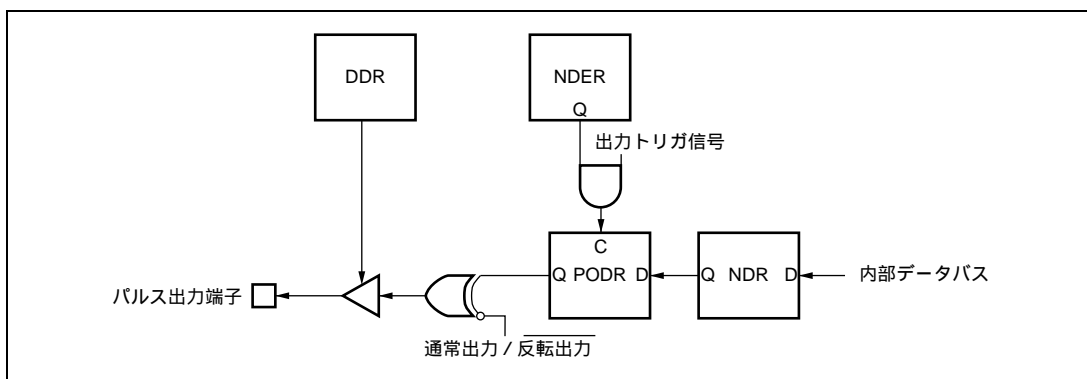 DDR
NDER
Q
出力トリガ信号
C
Q PODR D
Q NDR D
内部データバス
パルス出力端子
通常出力 / 反転出力